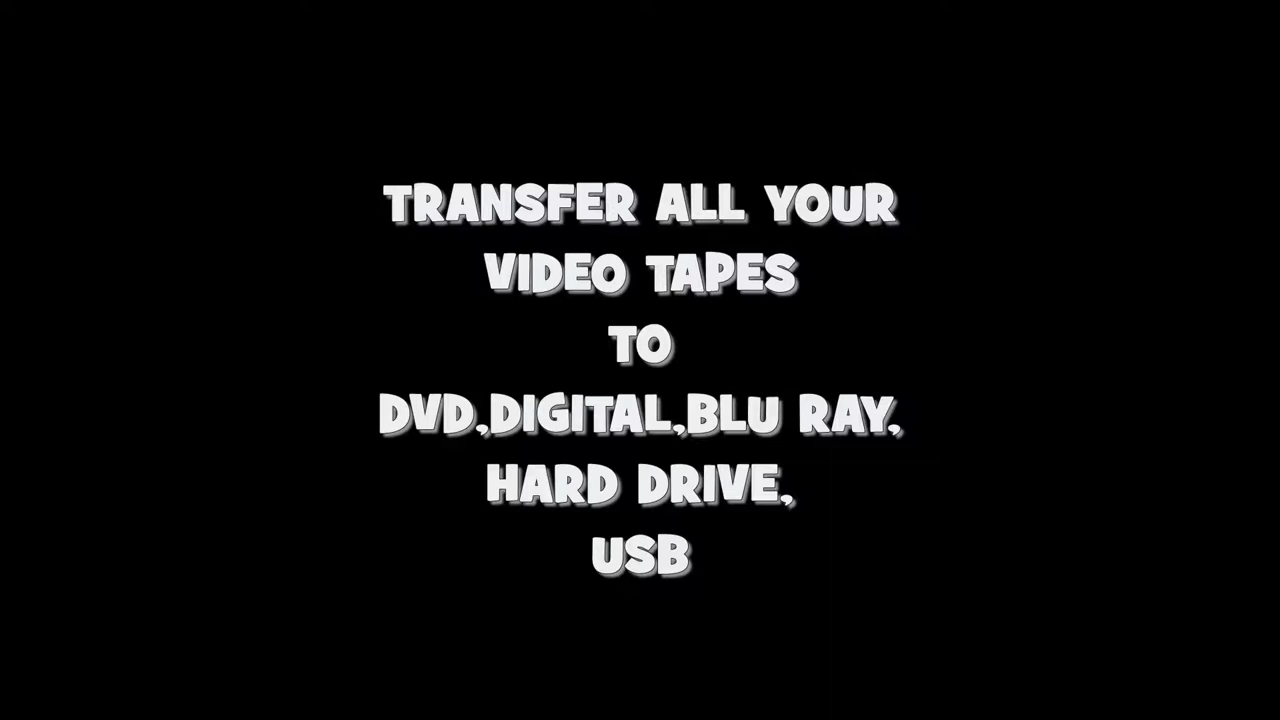 TRANSFER ALL YOUR
VIDEO TAPES
TO
DVD,DIGITAL,BLU RAY,
HARD DRIVE,
USB